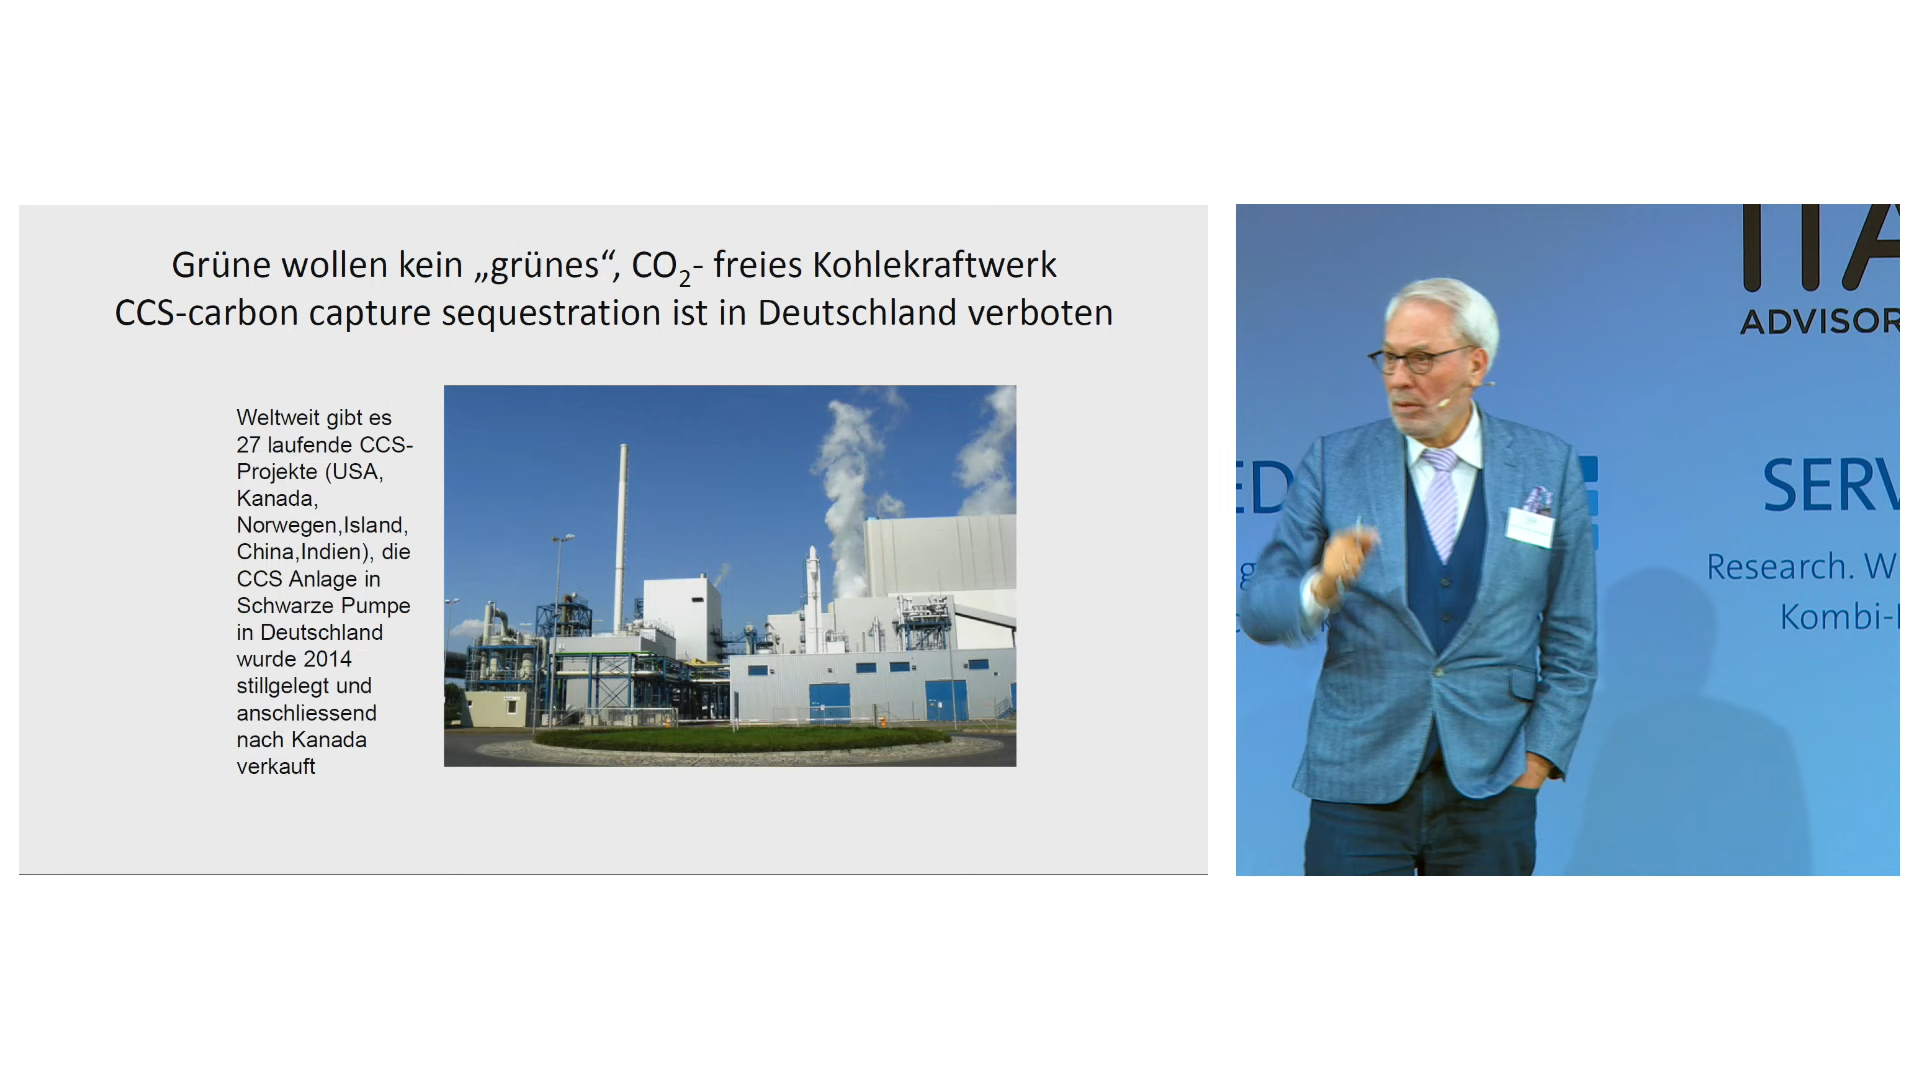 Grüne wollen kein „grünes“, CO₂- freies Kohlekraftwerk
CCS-carbon capture sequestration ist in Deutschland verboten
Weltweit gibt es
27 laufende CCS-
Projekte (USA,
Kanada,
Norwegen,Island,
China,Indien), die
CCS Anlage in
Schwarze Pumpe
in Deutschland
wurde 2014
stillgelegt und
anschliessend
nach Kanada
verkauft
ADVISOR
SERV
Research. W
Kombi-